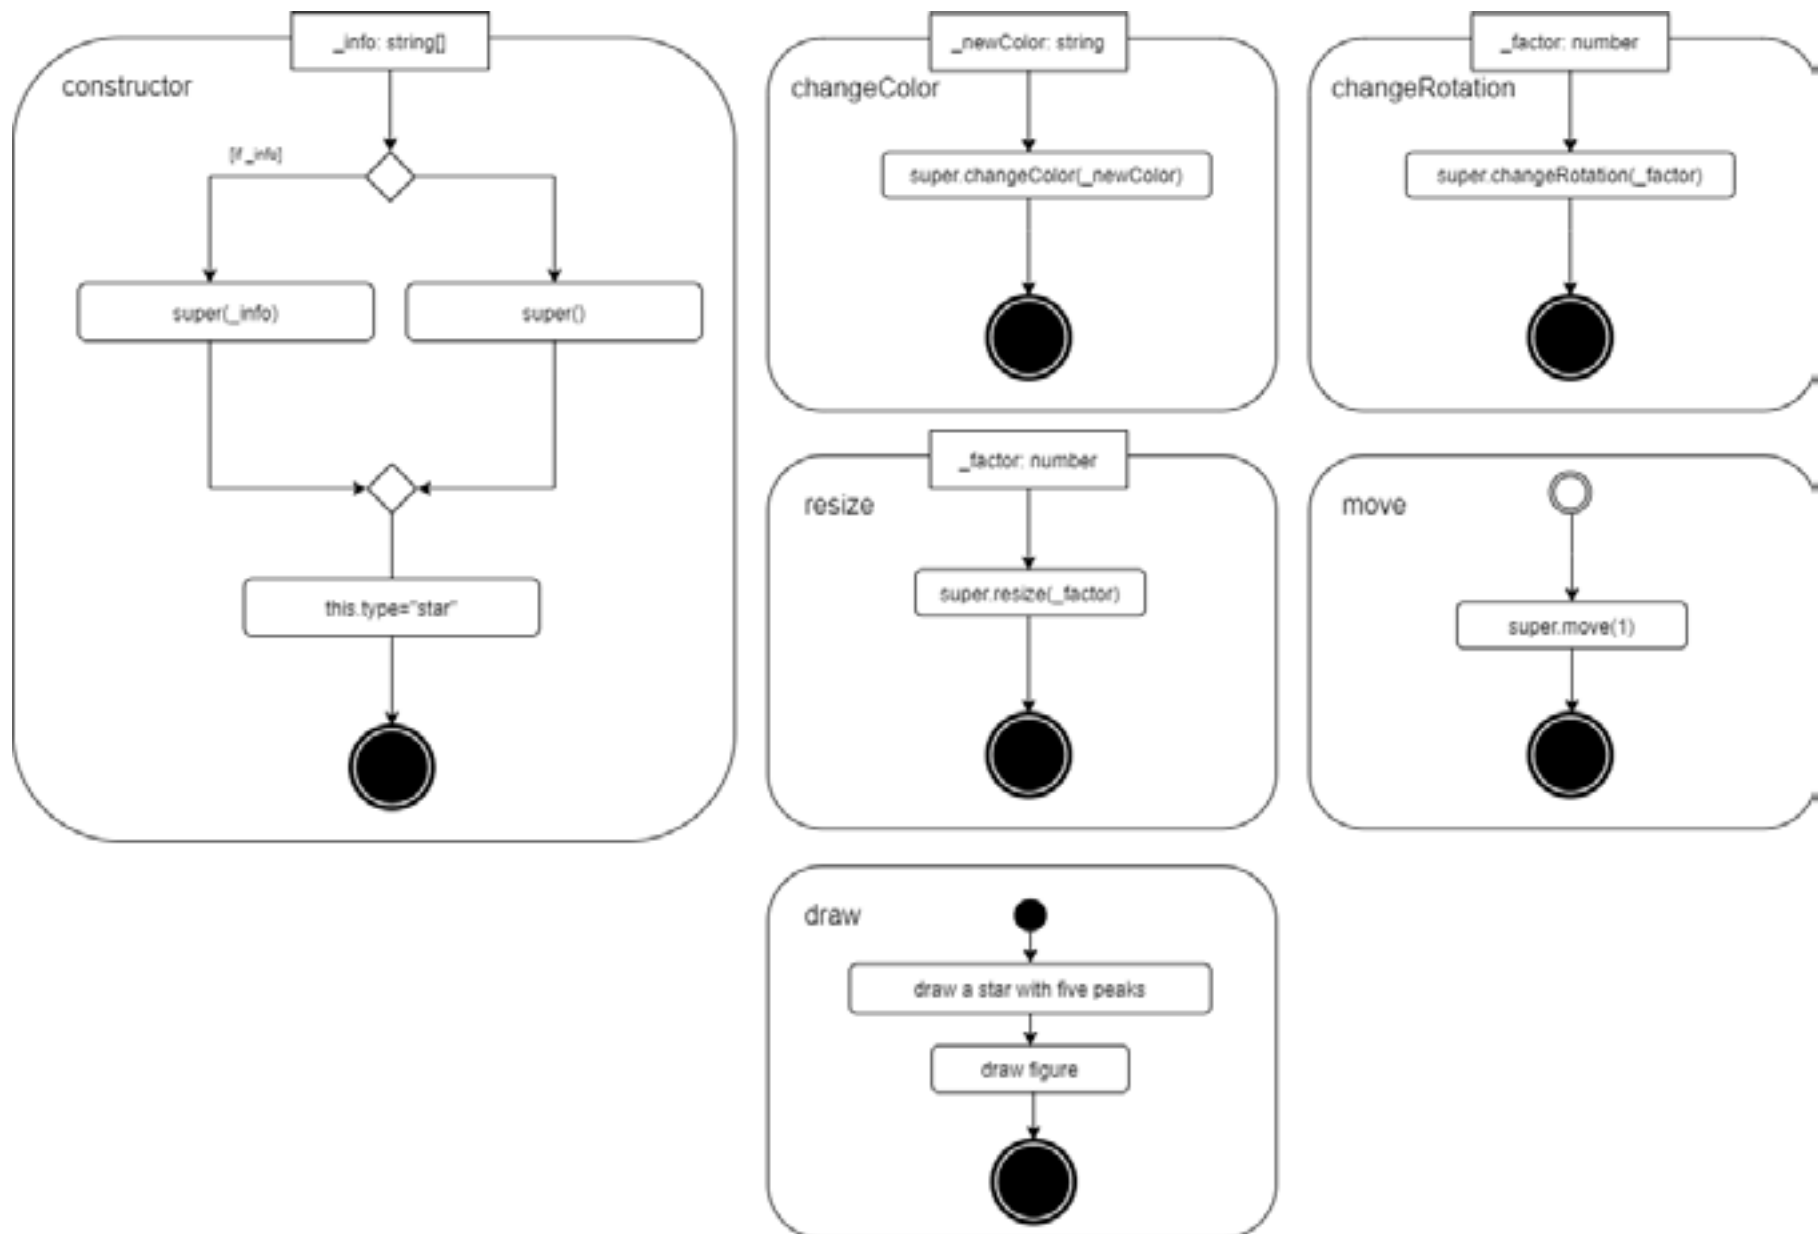 _info: string[]
constructor
[if _info]
super(_info)
super()
this.type="star"
_newColor: string
changeColor
super.changeColor(_newColor)
_factor: number
changeRotation
super.changeRotation(_factor)
_factor: number
resize
super.resize(_factor)
move
super.move(1)
draw
draw a star with five peaks
draw figure